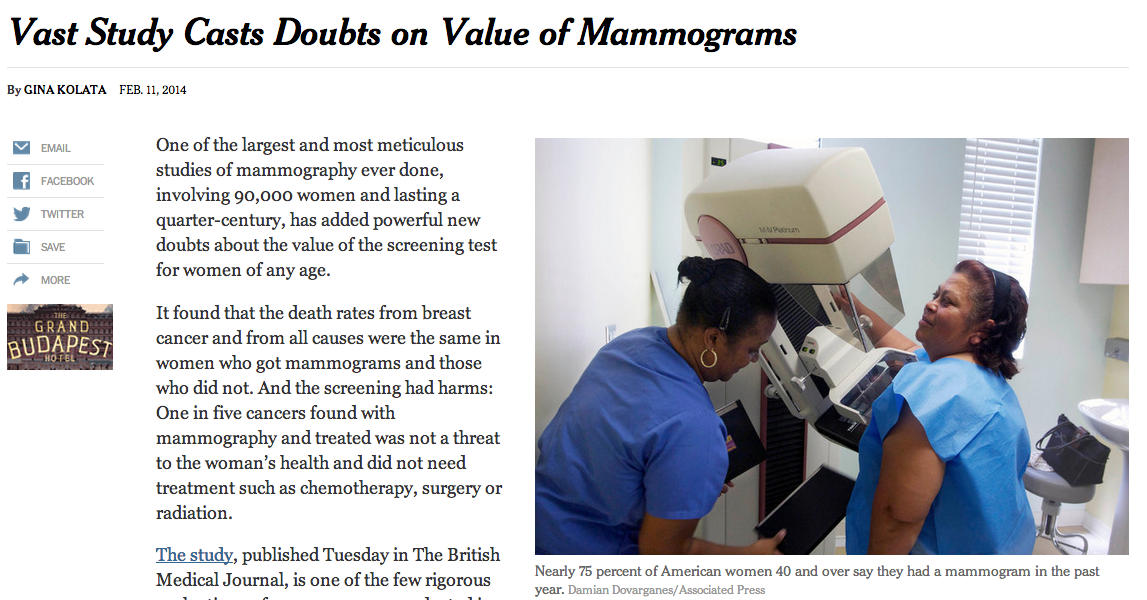 Vast Study Casts Doubts on Value of Mammograms
By GINA KOLATA FEB. 11, 2014
EMAIL
FACEBOOK
TWITTER
SAVE
MORE
THE
GRAND
BUDAPEST
HOTEL
One of the largest and most meticulous
studies of mammography ever done,
involving 90,000 women and lasting a
quarter-century, has added powerful new
doubts about the value of the screening test
for women of any age.
It found that the death rates from breast
cancer and from all causes were the same in
women who got mammograms and those
who did not. And the screening had harms:
One in five cancers found with
mammography and treated was not a threat
to the woman’s health and did not need
treatment such as chemotherapy, surgery or
radiation.
The study, published Tuesday in The British
Medical Journal, is one of the few rigorous
Platinum
Nearly 75 percent of American women 40 and over say they had a mammogram in the past
year. Damian Dovarganes/Associated Press